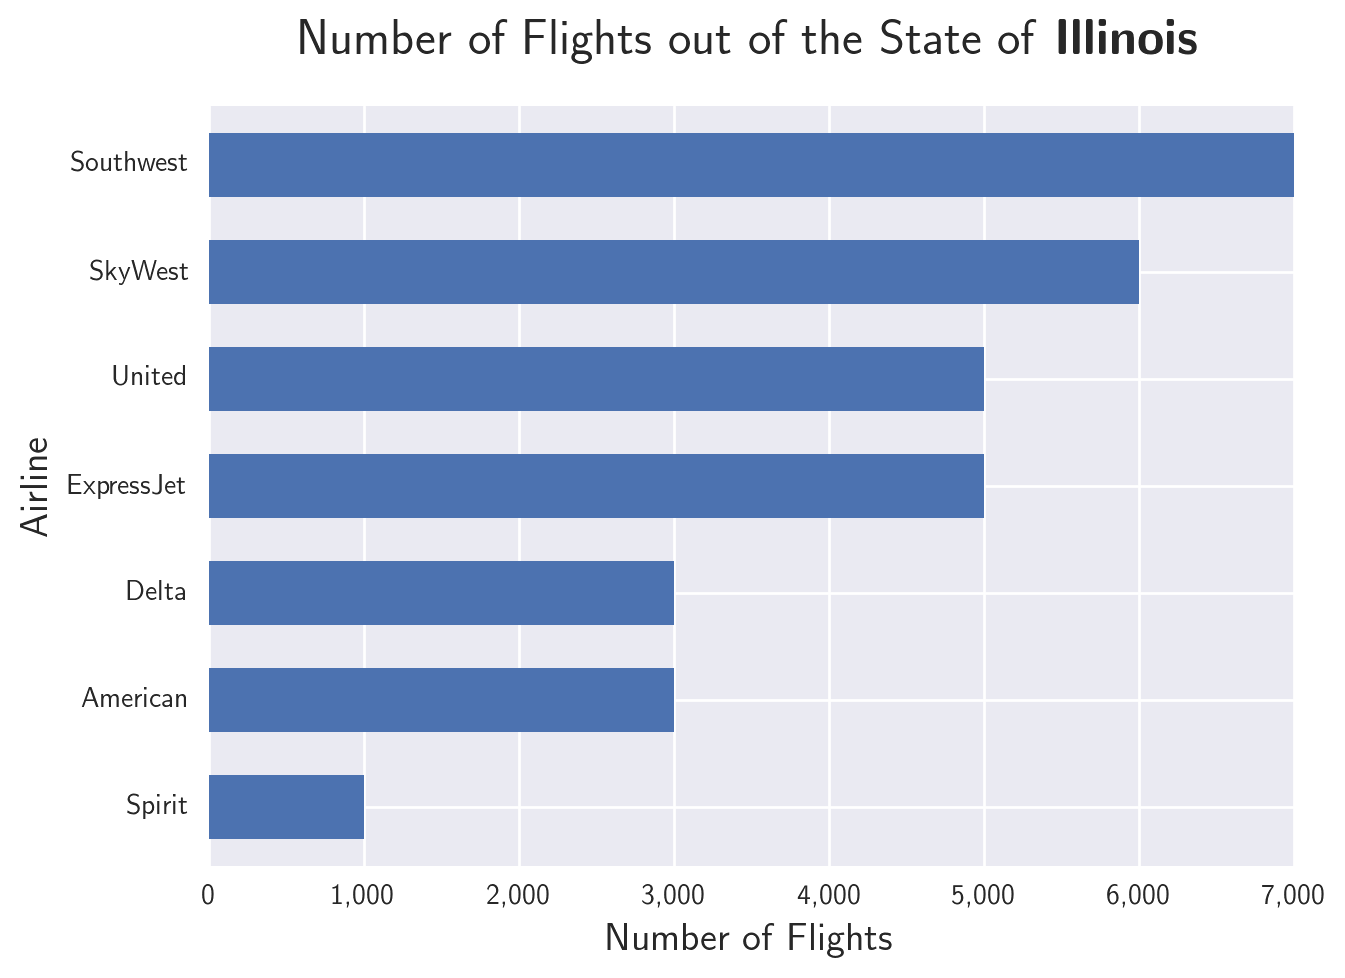 Number of Flights out of the State of Illinois
Southwest
SkyWest
United
ExpressJet
Delta
American
Spirit
Airline
0 1,000 2,000 3,000 4,000 5,000 6,000 7,000
Number of Flights